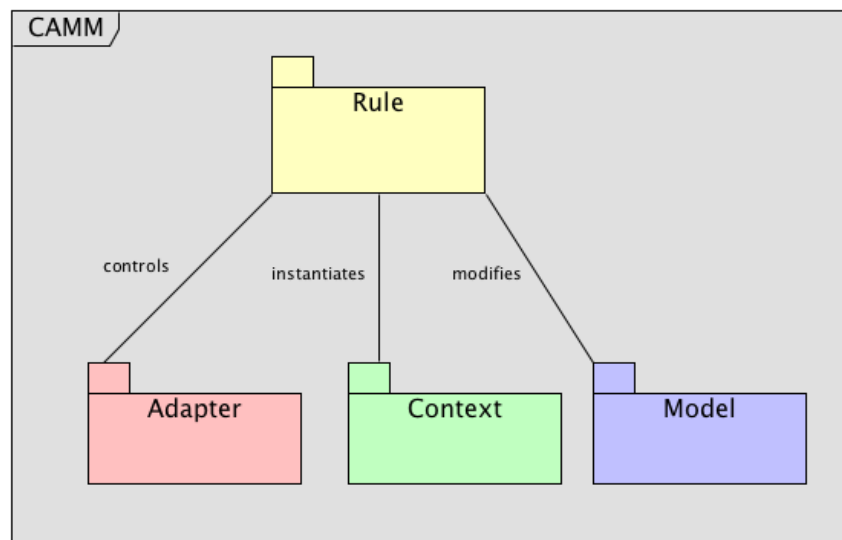 CAMM
Rule
controls
instantiates
modifies
Adapter
Context
Model